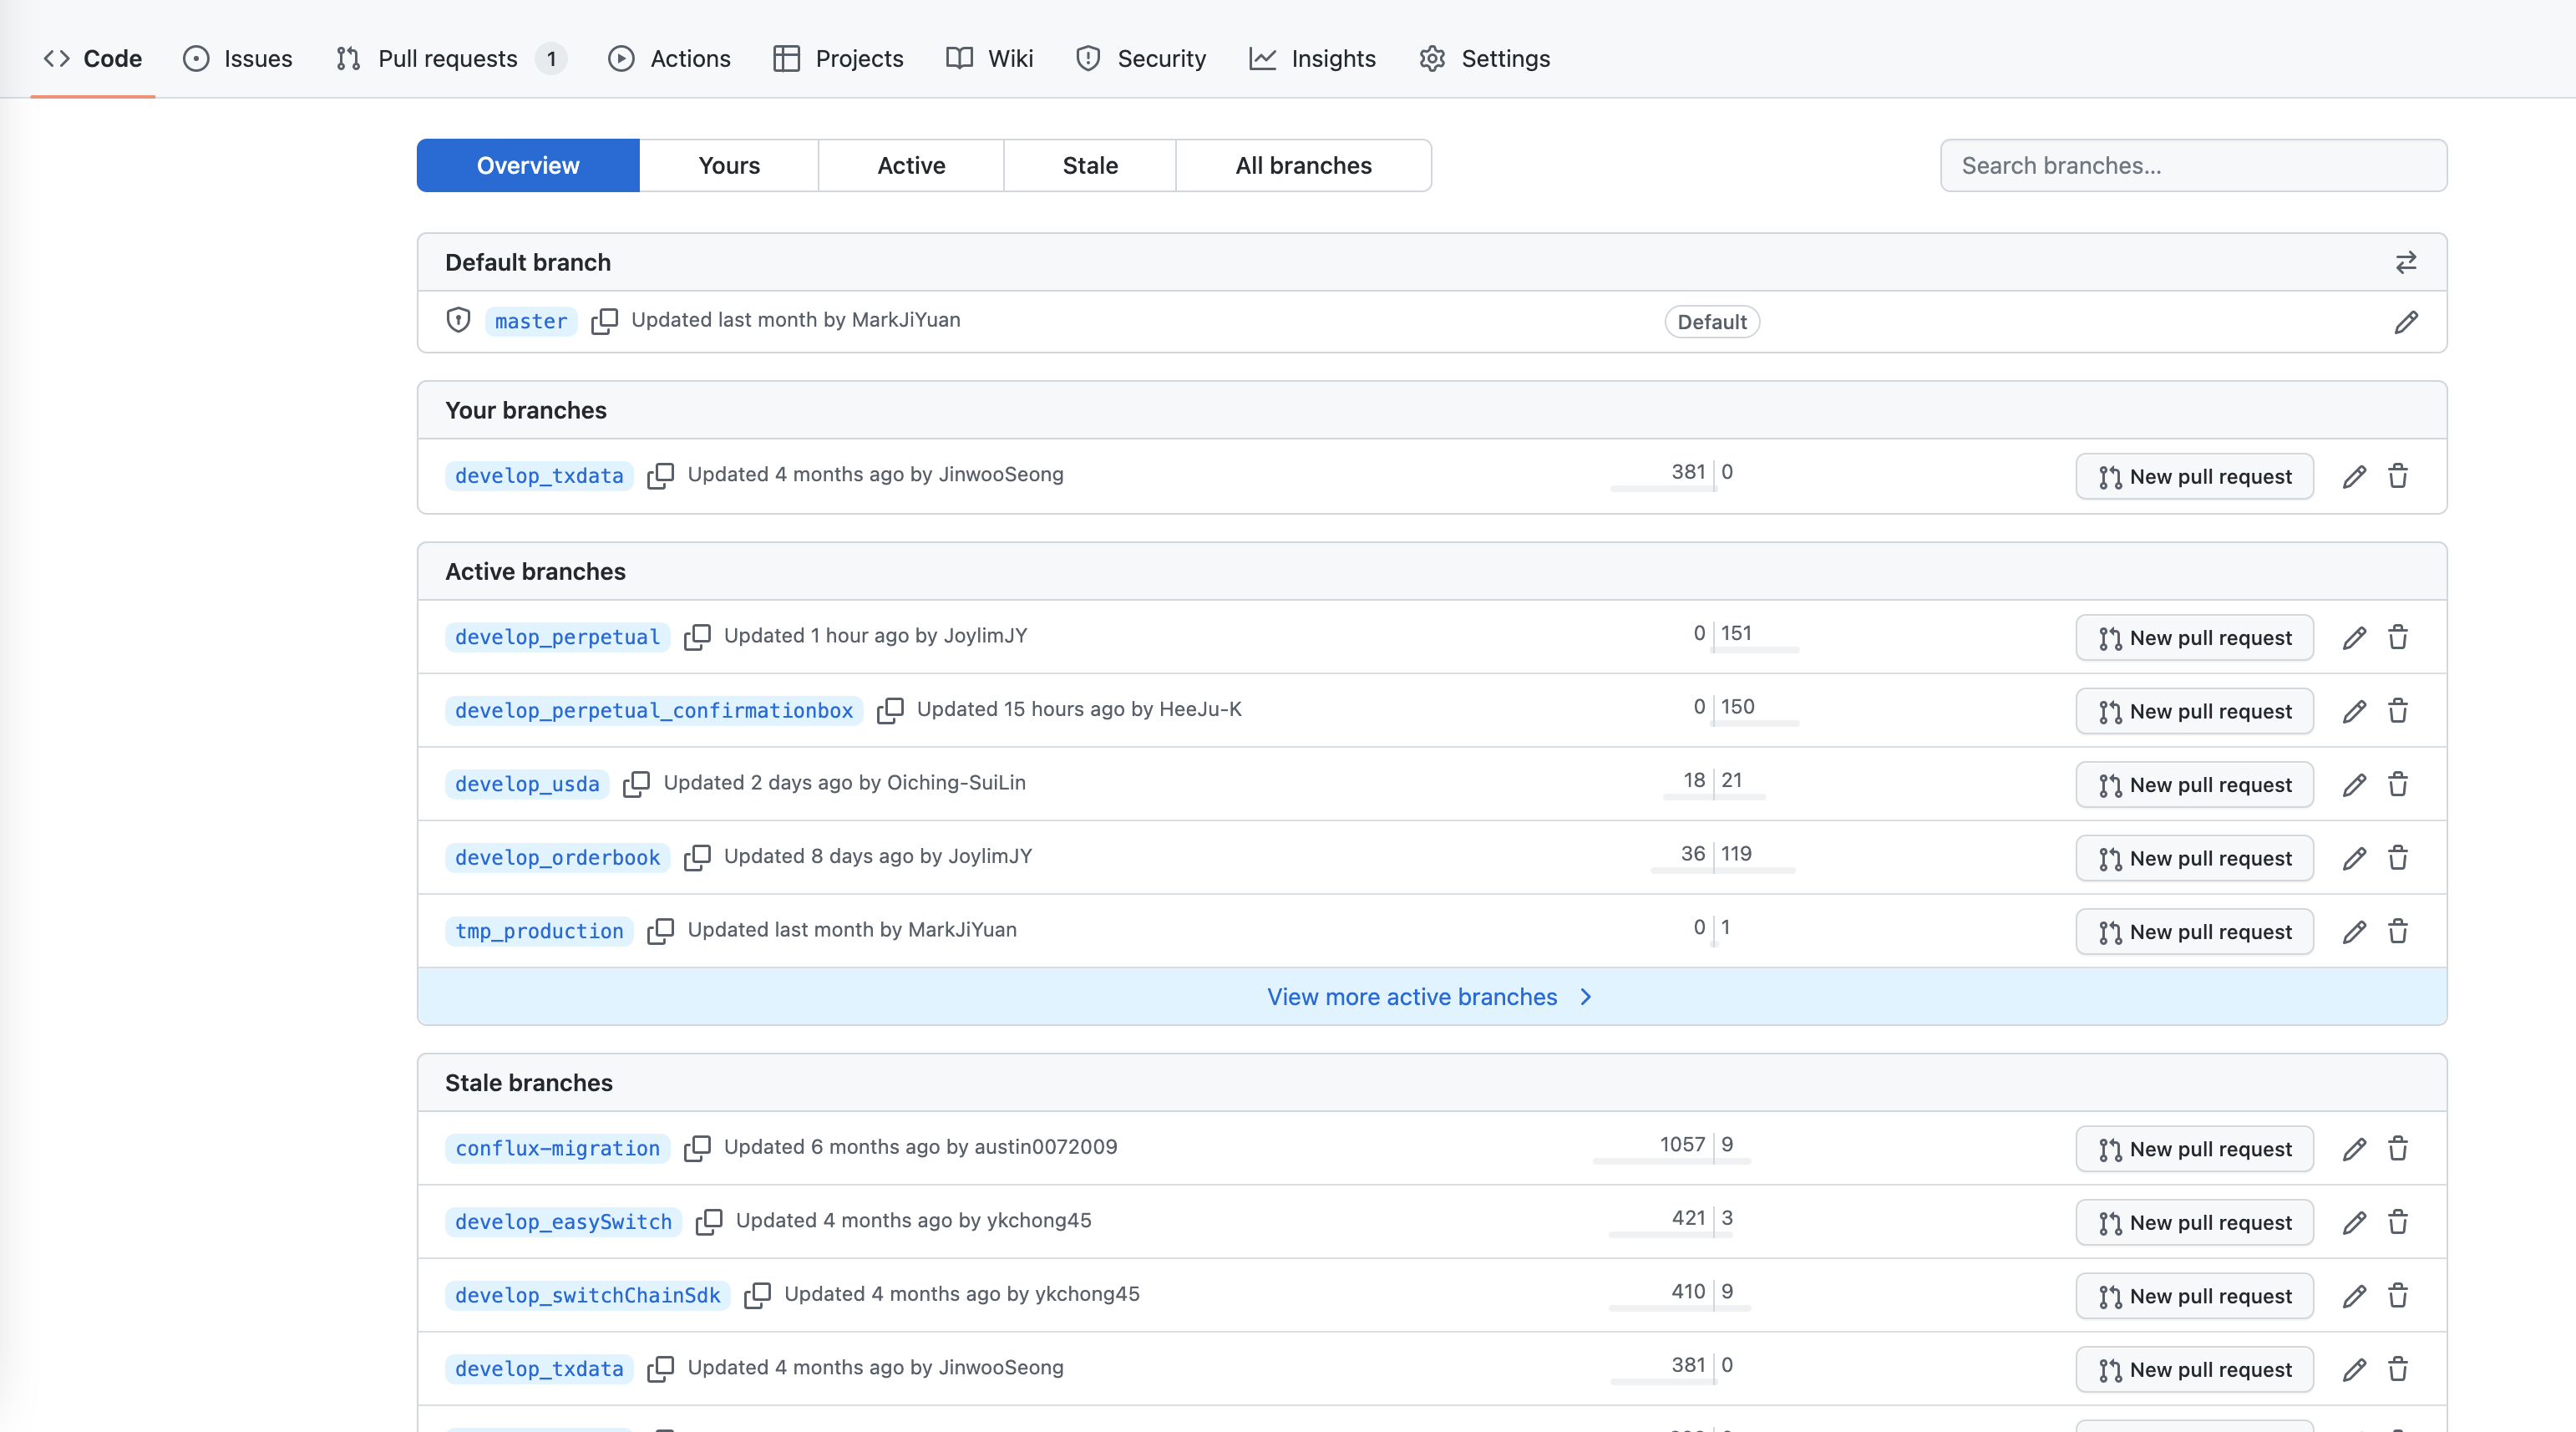 Code Issues Pull requests 1 Actions Projects Wiki Security Insights Settings
Overview Yours Active Stale All branches Search branches...
Default branch
master Updated last month by MarkJiYuan Default
Your branches
develop_txdata Updated 4 months ago by JinwooSeong 381 0 New pull request
Active branches
develop_perpetual Updated 1 hour ago by JoylimJY 0 151 New pull request
develop_perpetual_confirmationbox Updated 15 hours ago by HeeJu-K 0 150 New pull request
develop_usda Updated 2 days ago by Oiching-SuiLin 18 21 New pull request
develop_orderbook Updated 8 days ago by JoylimJY 36 119 New pull request
tmp_production Updated last month by MarkJiYuan 0 1 New pull request
View more active branches
Stale branches
conflux-migration Updated 6 months ago by austin0072009 1057 9 New pull request
develop_easySwitch Updated 4 months ago by ykchong45 421 3 New pull request
develop_switchChainSdk Updated 4 months ago by ykchong45 410 9 New pull request
develop_txdata Updated 4 months ago by JinwooSeong 381 0 New pull request